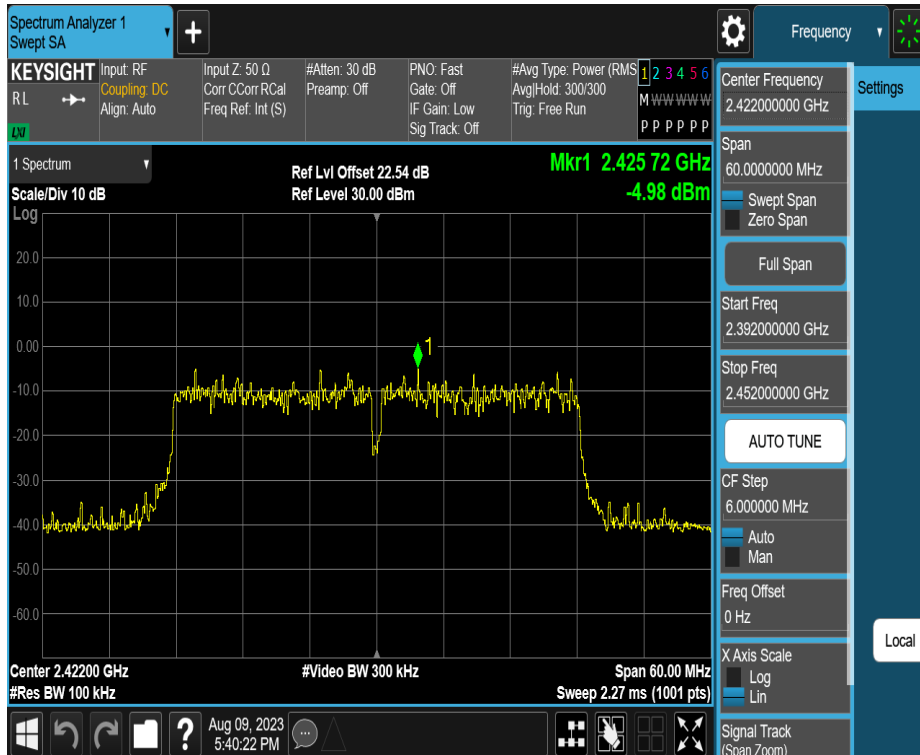 Spectrum Analyzer 1
Swept SA
+
Frequency
KEYSIGHT
RL
LXI
Input: RF
Coupling: DC
Align: Auto
Input Z: 50 Ω
Corr CCorr RCal
Freq Ref: Int (S)
#Atten: 30 dB
Preamp: Off
PNO: Fast
Gate: Off
IF Gain: Low
Sig Track: Off
#Avg Type: Power (RMS
Avg|Hold: 300/300
Trig: Free Run
1 2 3 4 5 6
M W W W W W
P P P P P P
1 Spectrum
Scale/Div 10 dB
Log
Ref Lvl Offset 22.54 dB
Ref Level 30.00 dBm
Mkr1 2.425 72 GHz
-4.98 dBm
20.0
10.0
0.00
-10.0
-20.0
-30.0
-40.0
-50.0
-60.0
1
Center 2.42200 GHz
#Res BW 100 kHz
#Video BW 300 kHz
Span 60.00 MHz
Sweep 2.27 ms (1001 pts)
Aug 09, 2023
5:40:22 PM
?
Center Frequency
2.422000000 GHz
Span
60.0000000 MHz
Swept Span
Zero Span
Full Span
Start Freq
2.392000000 GHz
Stop Freq
2.452000000 GHz
AUTO TUNE
CF Step
6.000000 MHz
Auto
Man
Freq Offset
0 Hz
X Axis Scale
Log
Lin
Signal Track
(Span Zoom)
Settings
Local